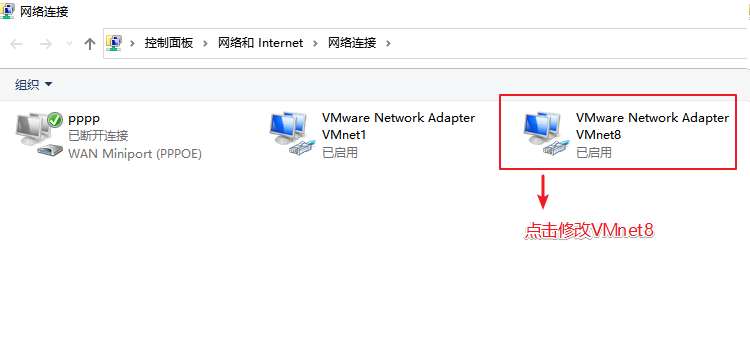 网络连接
控制面板 › 网络和 Internet › 网络连接 ›
组织
pppp
已断开连接
WAN Miniport (PPPOE)
VMware Network Adapter
VMnet1
已启用
VMware Network Adapter
VMnet8
已启用
点击修改VMnet8